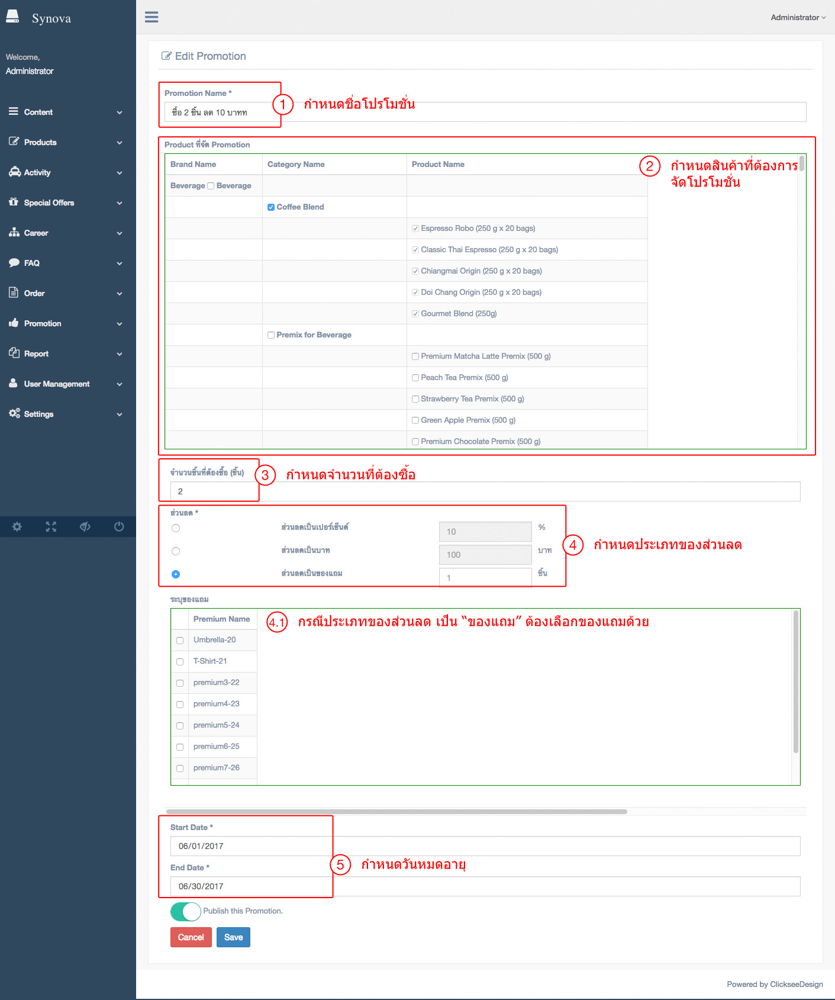 Synova
Administrator
Welcome,
Administrator
Content
Products
Activity
Special Offers
Career
FAQ
Order
Promotion
Report
User Management
Settings
Edit Promotion
Promotion Name *
ซื้อ 2 ชิ้น ลด 10 บาทท
1 กำหนดชื่อโปรโมชั่น
Product ที่จัด Promotion
Brand Name Category Name Product Name
2 กำหนดสินค้าที่ต้องการ
จัดโปรโมชั่น
Beverage Beverage
Coffee Blend
Espresso Robo (250 g x 20 bags)
Classic Thai Espresso (250 g x 20 bags)
Chiangmai Origin (250 g x 20 bags)
Doi Chang Origin (250 g x 20 bags)
Gourmet Blend (250g)
Premix for Beverage
Premium Matcha Latte Premix (500 g)
Peach Tea Premix (500 g)
Strawberry Tea Premix (500 g)
Green Apple Premix (500 g)
Premium Chocolate Premix (500 g)
จำนวนชิ้นที่ต้องซื้อ (ชิ้น)
2
3 กำหนดจำนวนที่ต้องซื้อ
ส่วนลด *
ส่วนลดเป็นเปอร์เซ็นต์ 10 %
ส่วนลดเป็นบาท 100 บาท
ส่วนลดเป็นของแถม 1 ชิ้น
4 กำหนดประเภทของส่วนลด
ระบุของแถม
Premium Name
4.1 กรณีประเภทของส่วนลด เป็น “ของแถม” ต้องเลือกของแถมด้วย
Umbrella-20
T-Shirt-21
premium3-22
premium4-23
premium5-24
premium6-25
premium7-26
Start Date *
06/01/2017
5 กำหนดวันหมดอายุ
End Date *
06/30/2017
Publish this Promotion.
Cancel Save
Powered by ClickseeDesign